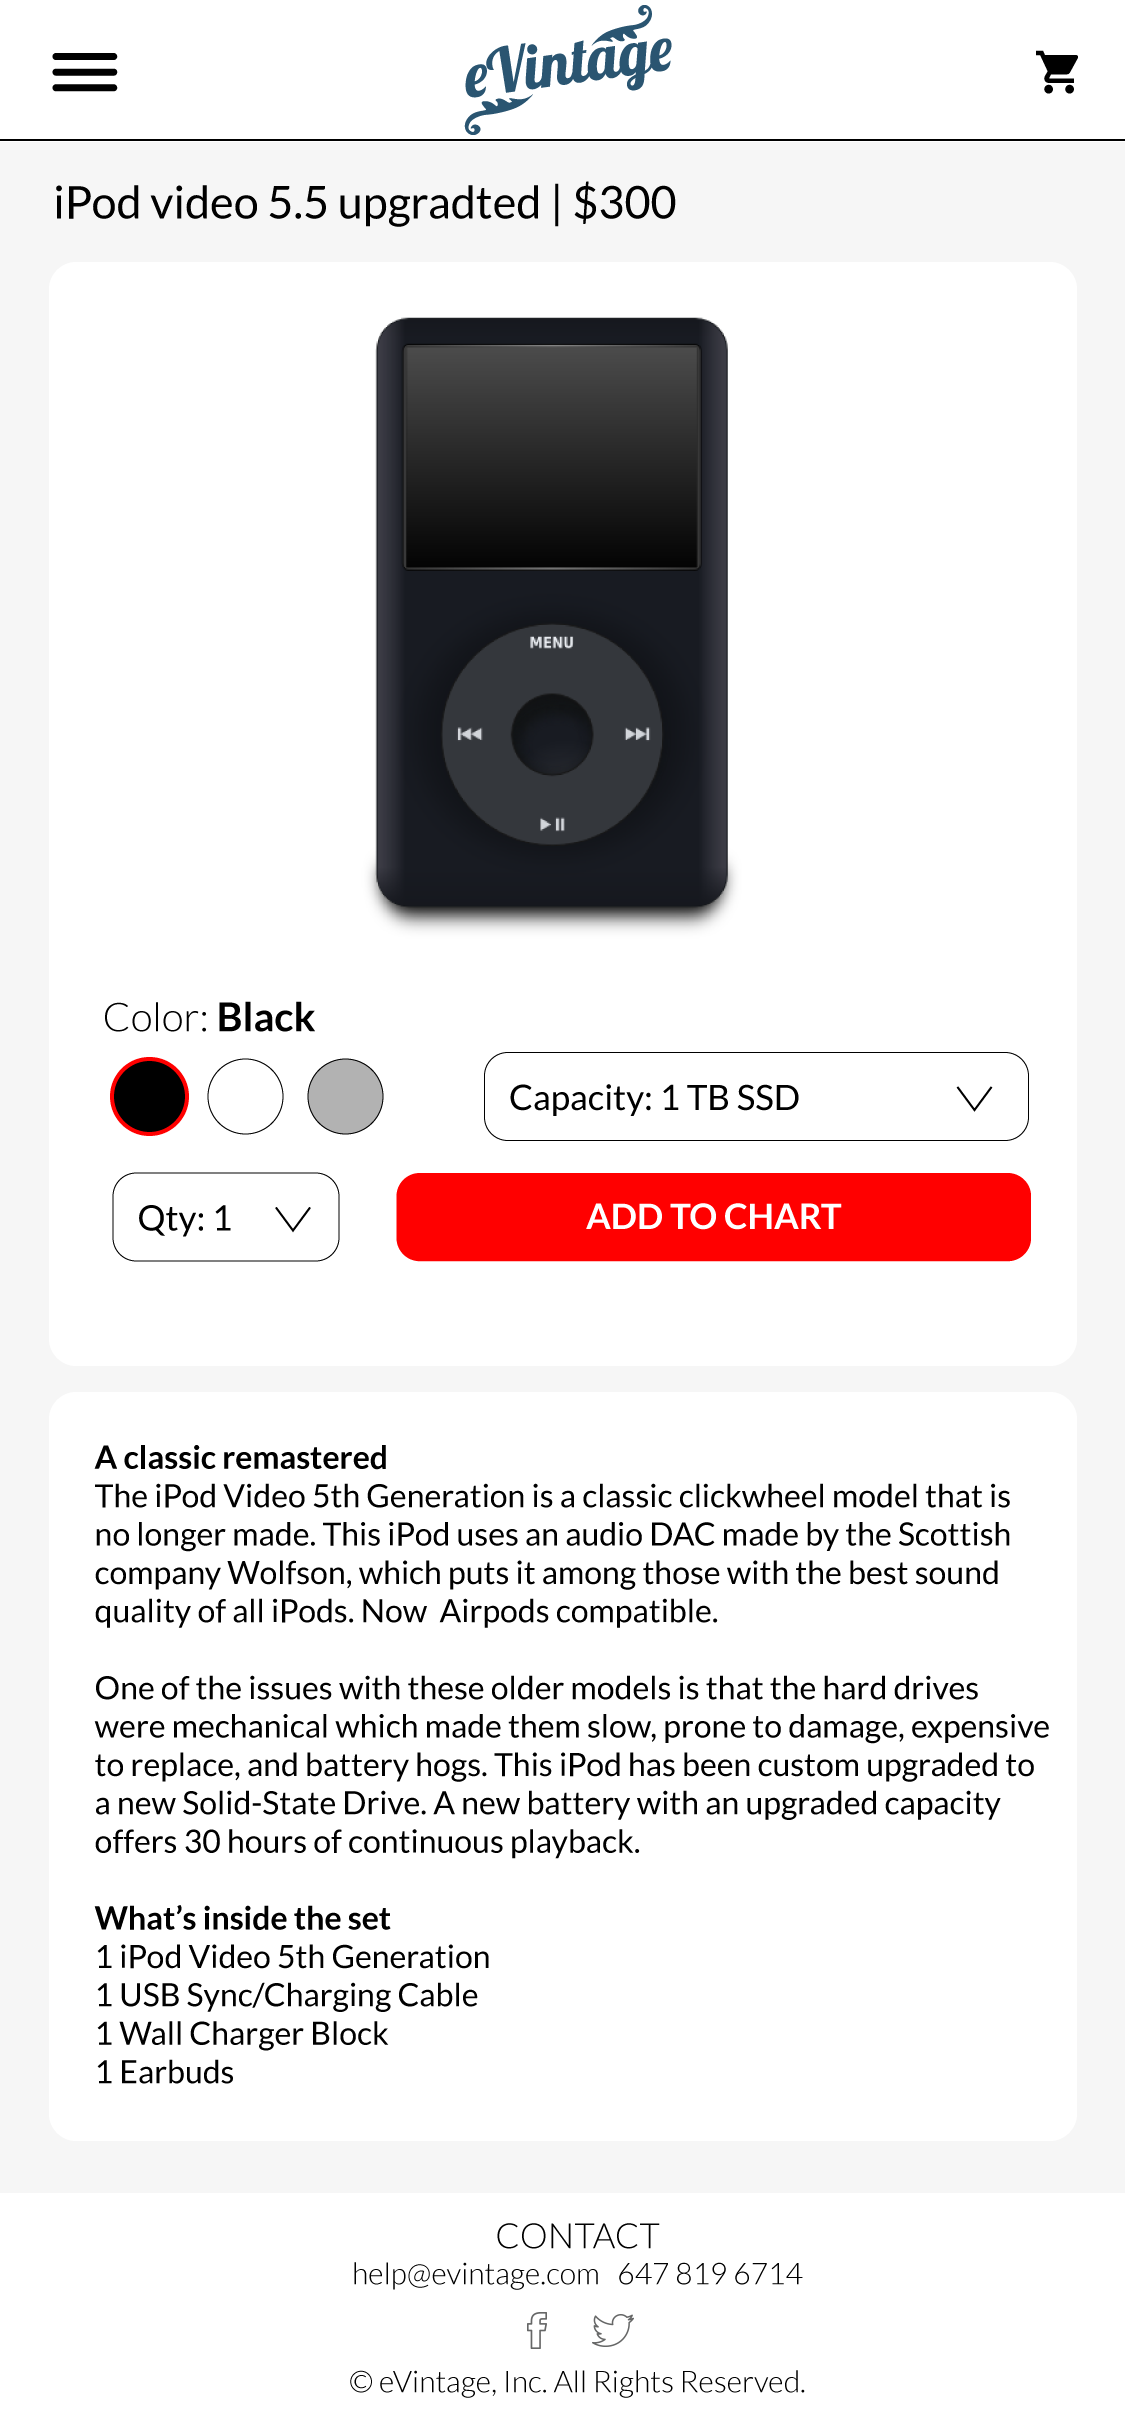 eVintage
iPod video 5.5 upgradted | $300
MENU
Color: Black
Capacity: 1 TB SSD
Qty: 1
ADD TO CHART
A classic remastered
The iPod Video 5th Generation is a classic clickwheel model that is
no longer made. This iPod uses an audio DAC made by the Scottish
company Wolfson, which puts it among those with the best sound
quality of all iPods. Now  Airpods compatible.
One of the issues with these older models is that the hard drives
were mechanical which made them slow, prone to damage, expensive
to replace, and battery hogs. This iPod has been custom upgraded to
a new Solid-State Drive. A new battery with an upgraded capacity
offers 30 hours of continuous playback.
What’s inside the set
1 iPod Video 5th Generation
1 USB Sync/Charging Cable
1 Wall Charger Block
1 Earbuds
CONTACT
help@evintage.com 647 819 6714
© eVintage, Inc. All Rights Reserved.